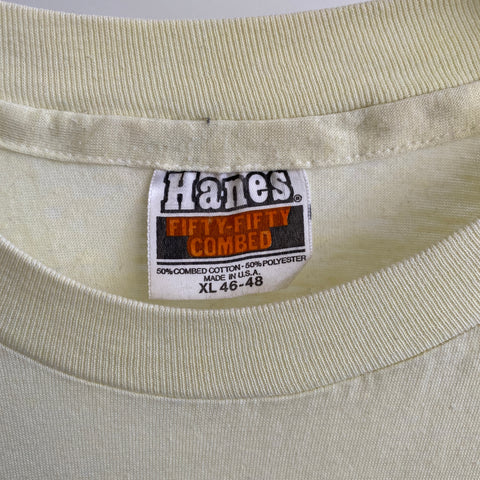 Hanes®
FIFTY-FIFTY
COMBED
50% COMBED COTTON · 50% POLYESTER
MADE IN U.S.A.
XL 46-48